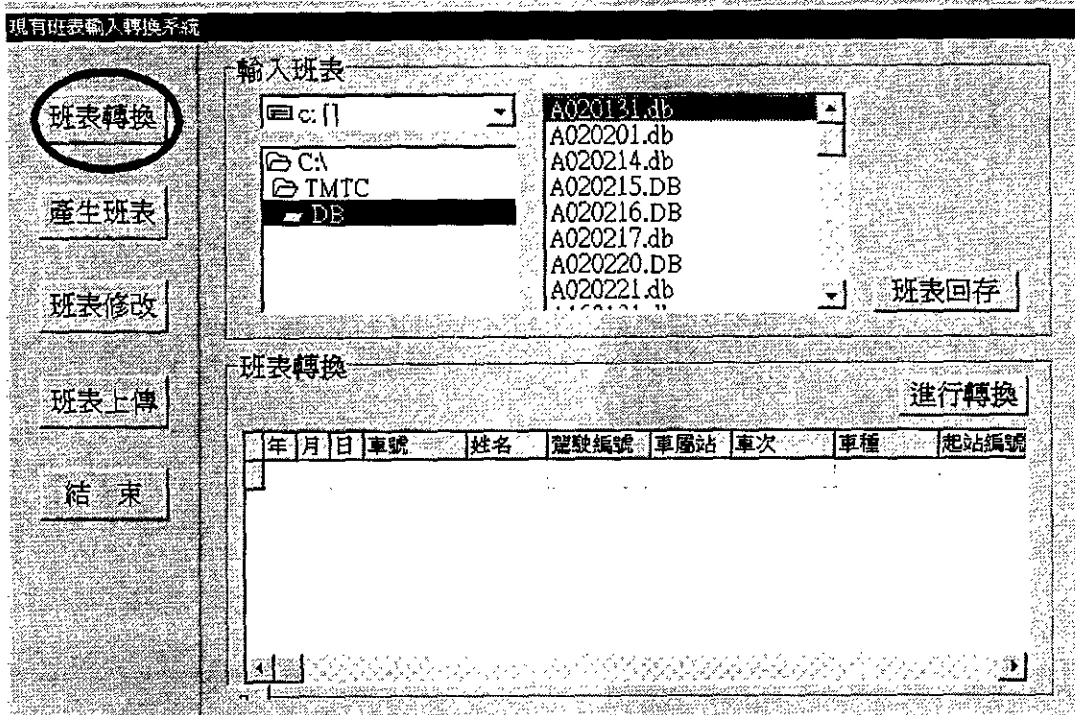 現有班表輸入轉換系統
班表轉換
產生班表
班表修改
班表上傳
結 束
輸入班表
c: []
C:\
TMTC
DB
A020131.db
A020201.db
A020214.db
A020215.DB
A020216.DB
A020217.db
A020220.DB
A020221.db
班表回存
班表轉換
進行轉換
年 月 日 車號 姓名 駕駛編號 車屬站 車次 車種 起站編號